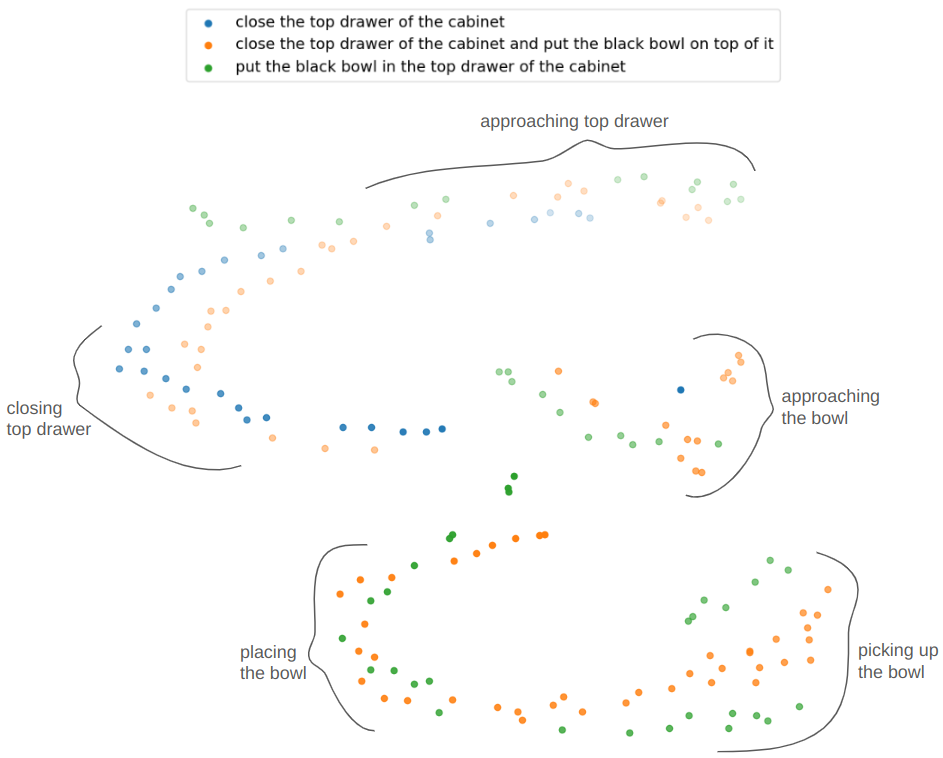 close the top drawer of the cabinet
close the top drawer of the cabinet and put the black bowl on top of it
put the black bowl in the top drawer of the cabinet
approaching top drawer
closing
top drawer
approaching
the bowl
placing
the bowl
picking up
the bowl